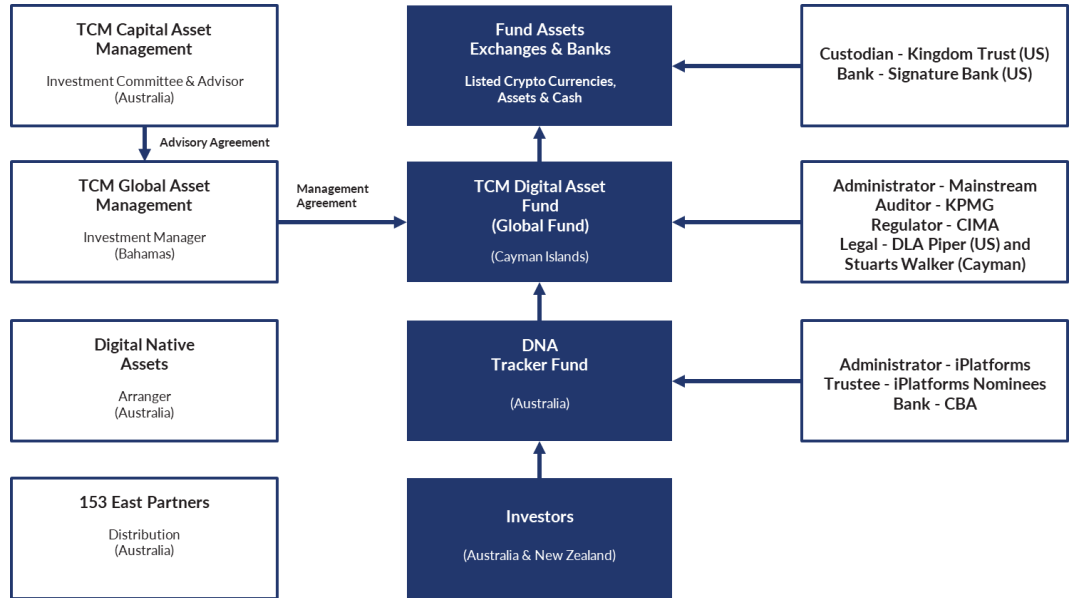 TCM Capital Asset
Management
Investment Committee & Advisor
(Australia)
Fund Assets
Exchanges & Banks
Listed Crypto Currencies,
Assets & Cash
Custodian - Kingdom Trust (US)
Bank - Signature Bank (US)
Advisory Agreement
TCM Global Asset
Management
Investment Manager
(Bahamas)
Management
Agreement
TCM Digital Asset
Fund
(Global Fund)
(Cayman Islands)
Administrator - Mainstream
Auditor - KPMG
Regulator - CIMA
Legal - DLA Piper (US) and
Stuarts Walker (Cayman)
Digital Native
Assets
Arranger
(Australia)
DNA
Tracker Fund
(Australia)
Administrator - iPlatforms
Trustee - iPlatforms Nominees
Bank - CBA
153 East Partners
Distribution
(Australia)
Investors
(Australia & New Zealand)